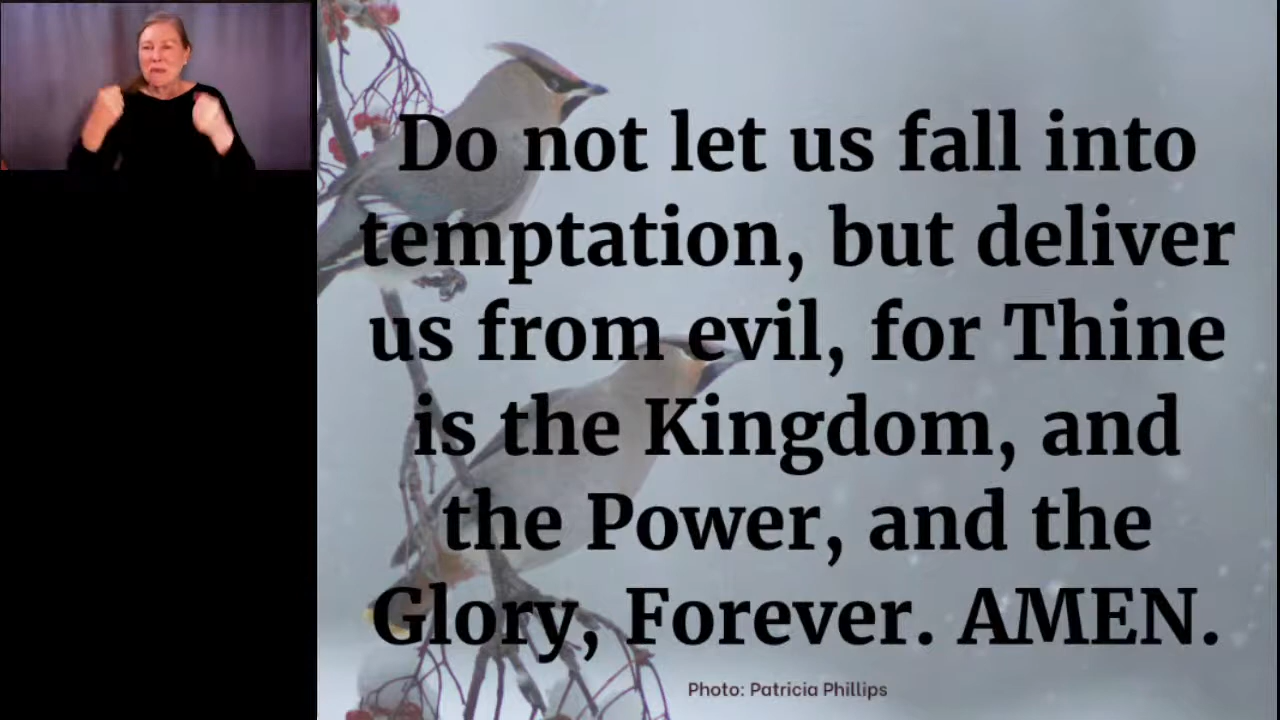 Do not let us fall into
temptation, but deliver
us from evil, for Thine
is the Kingdom, and
the Power, and the
Glory, Forever. AMEN.
Photo: Patricia Phillips